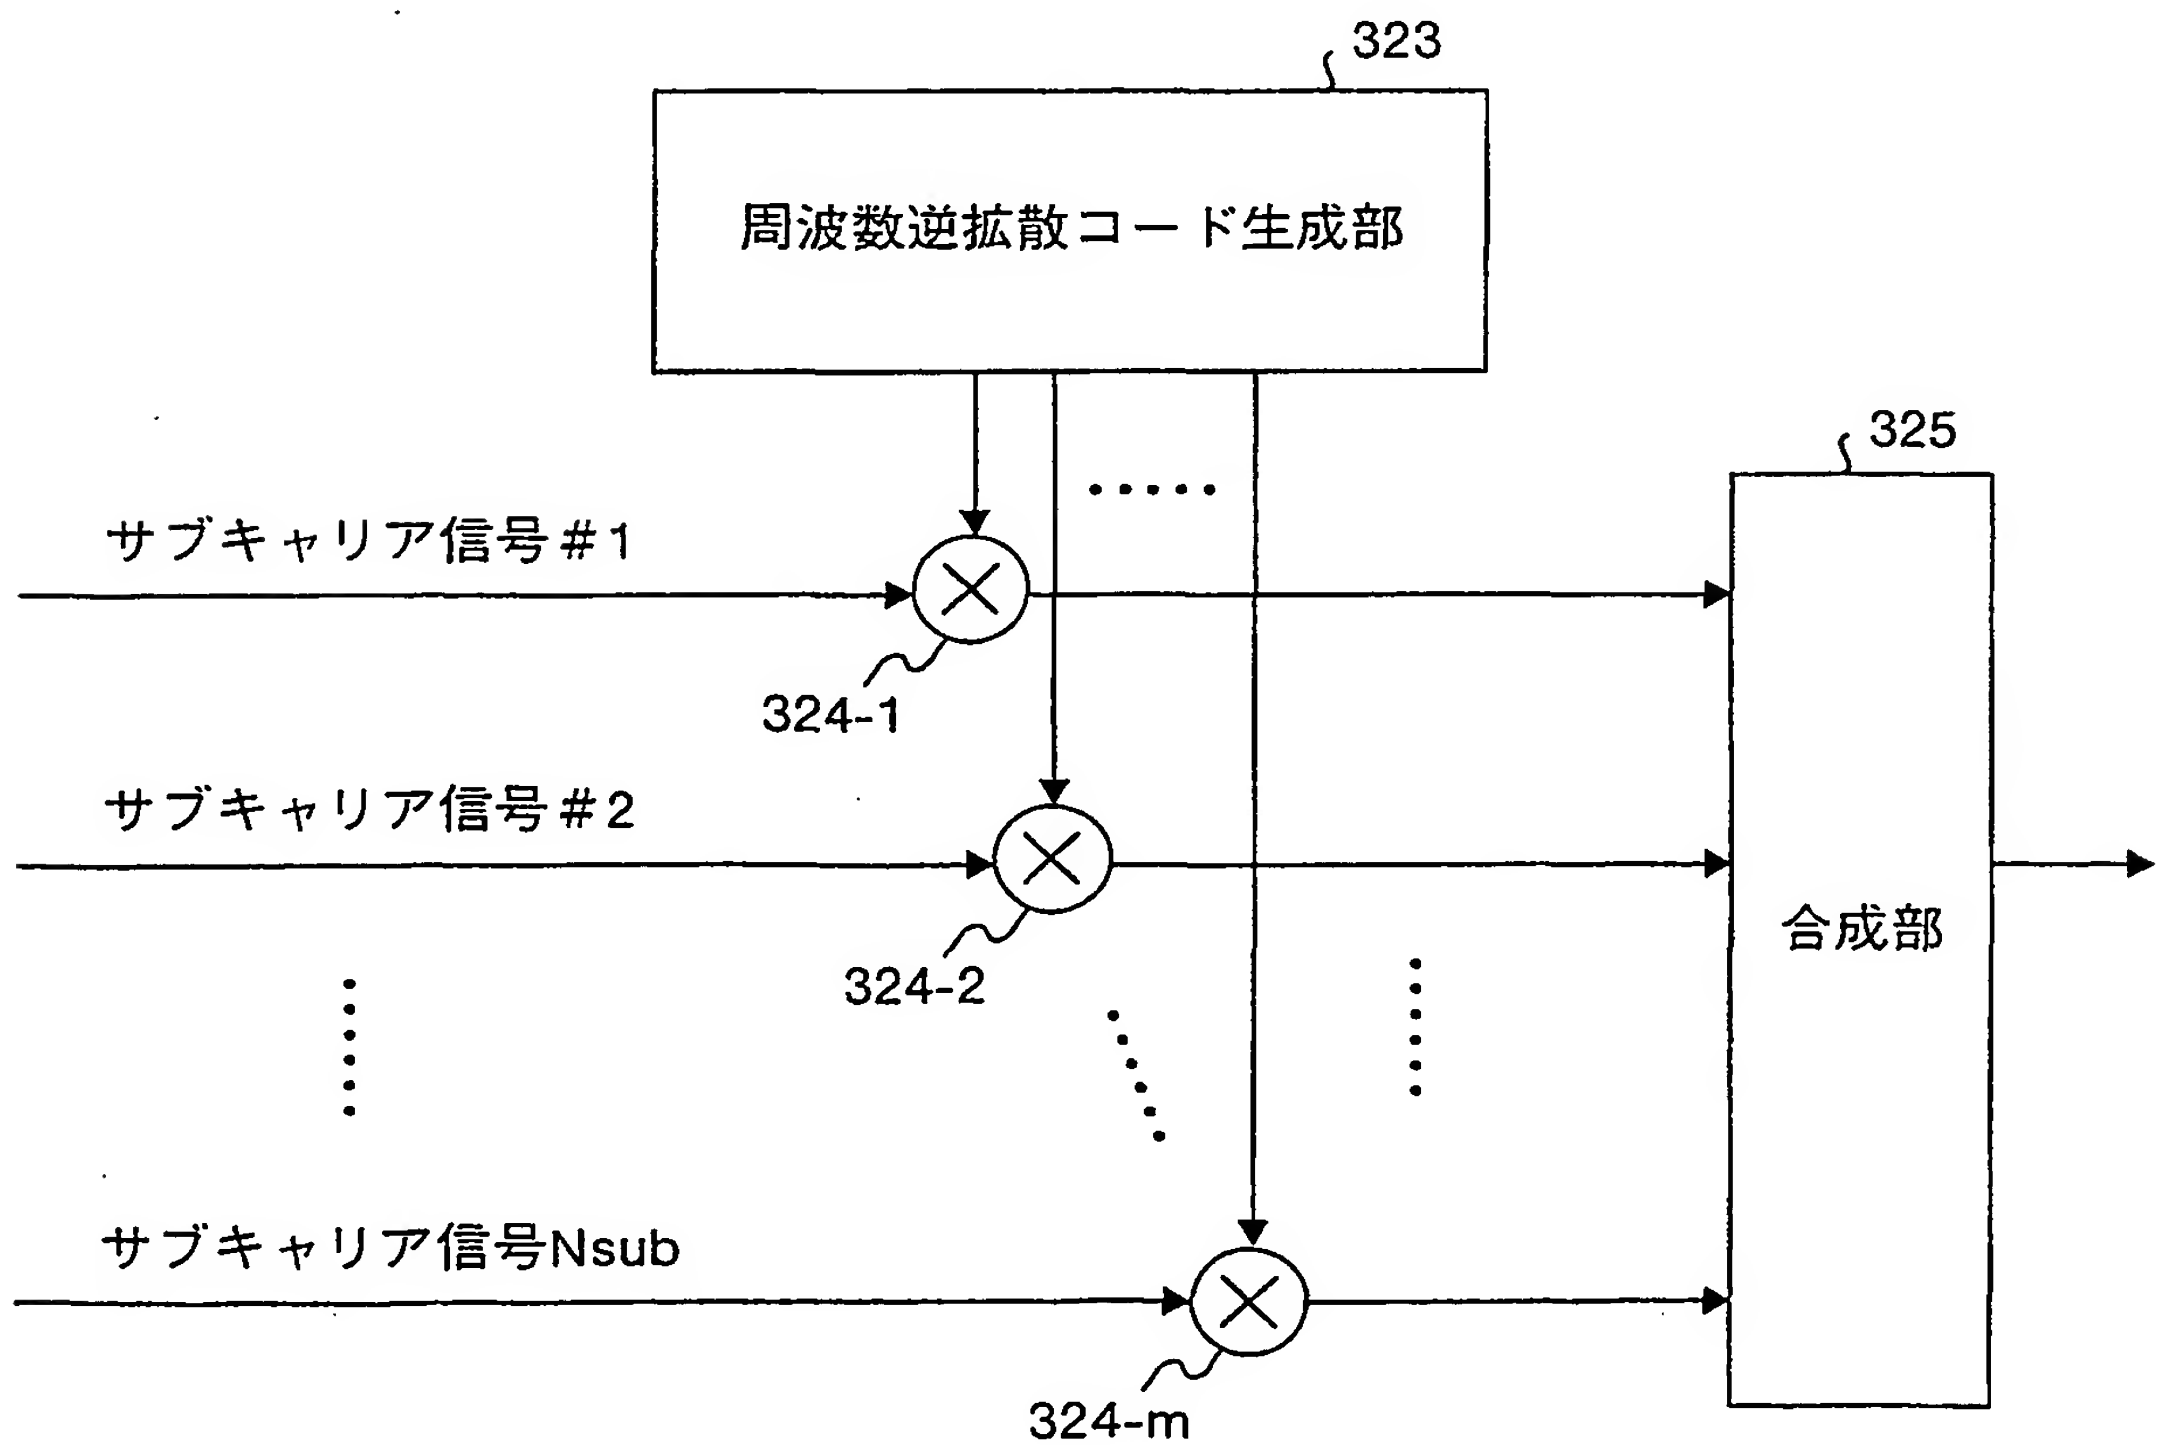 323
周波数逆拡散コード生成部
325
サブキャリア信号#1
324-1
サブキャリア信号#2
324-2
合成部
サブキャリア信号Nsub
324-m